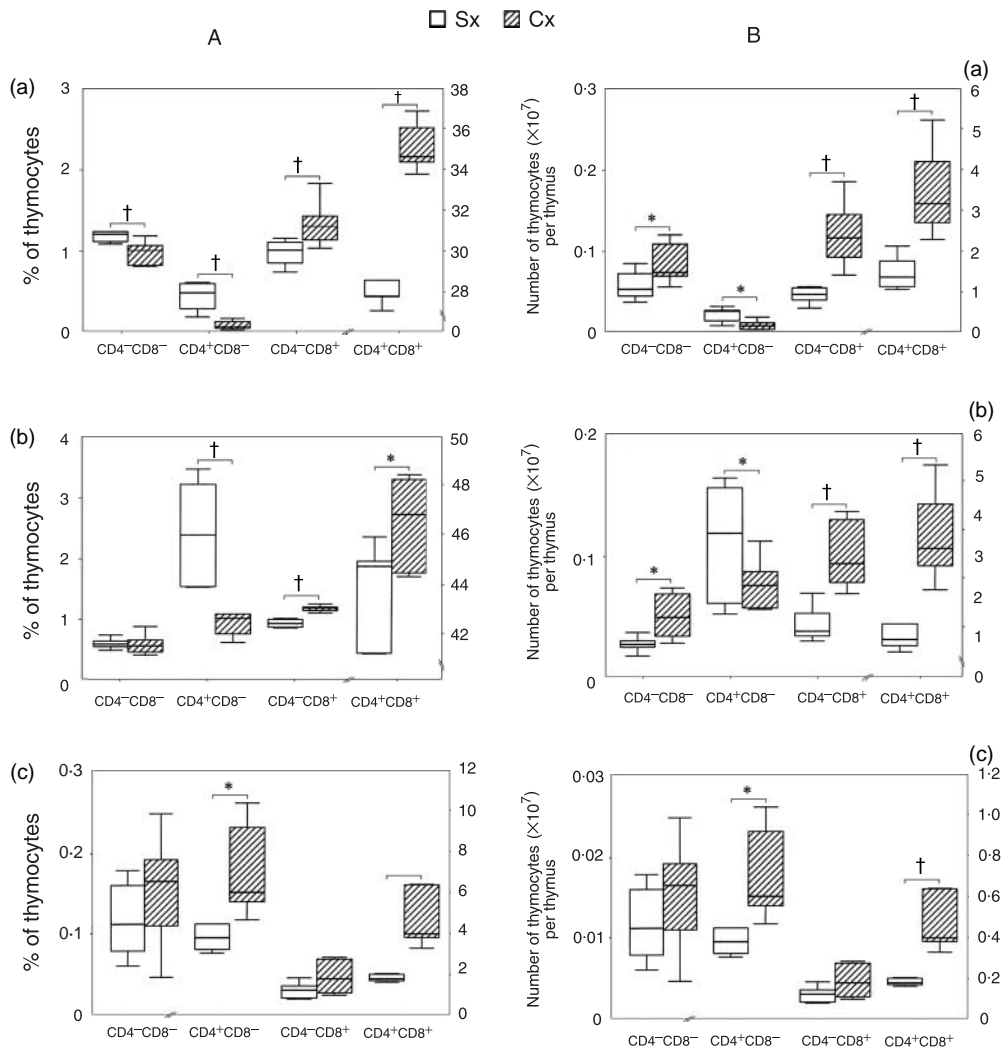 Sx Cx
A B
(a)
% of thymocytes
3
2
1
0
38
36
34
32
30
28
0
† † † †
CD4⁻CD8⁻ CD4⁺CD8⁻ CD4⁻CD8⁺ CD4⁺CD8⁺
(a)
Number of thymocytes (×10⁷)
per thymus
0·3
0·2
0·1
0
6
5
4
3
2
1
0
* * † †
CD4⁻CD8⁻ CD4⁺CD8⁻ CD4⁻CD8⁺ CD4⁺CD8⁺
(b)
% of thymocytes
4
3
2
1
0
50
48
46
44
42
0
† † *
CD4⁻CD8⁻ CD4⁺CD8⁻ CD4⁻CD8⁺ CD4⁺CD8⁺
(b)
Number of thymocytes (×10⁷)
per thymus
0·2
0·1
0
6
5
4
3
2
1
0
* * † †
CD4⁻CD8⁻ CD4⁺CD8⁻ CD4⁻CD8⁺ CD4⁺CD8⁺
(c)
% of thymocytes
0·3
0·2
0·1
0
12
10
8
6
4
2
0
*
CD4⁻CD8⁻ CD4⁺CD8⁻ CD4⁻CD8⁺ CD4⁺CD8⁺
(c)
Number of thymocytes (×10⁷)
per thymus
0·03
0·02
0·01
0
1·2
1·0
0·8
0·6
0·4
0·2
0
* †
CD4⁻CD8⁻ CD4⁺CD8⁻ CD4⁻CD8⁺ CD4⁺CD8⁺